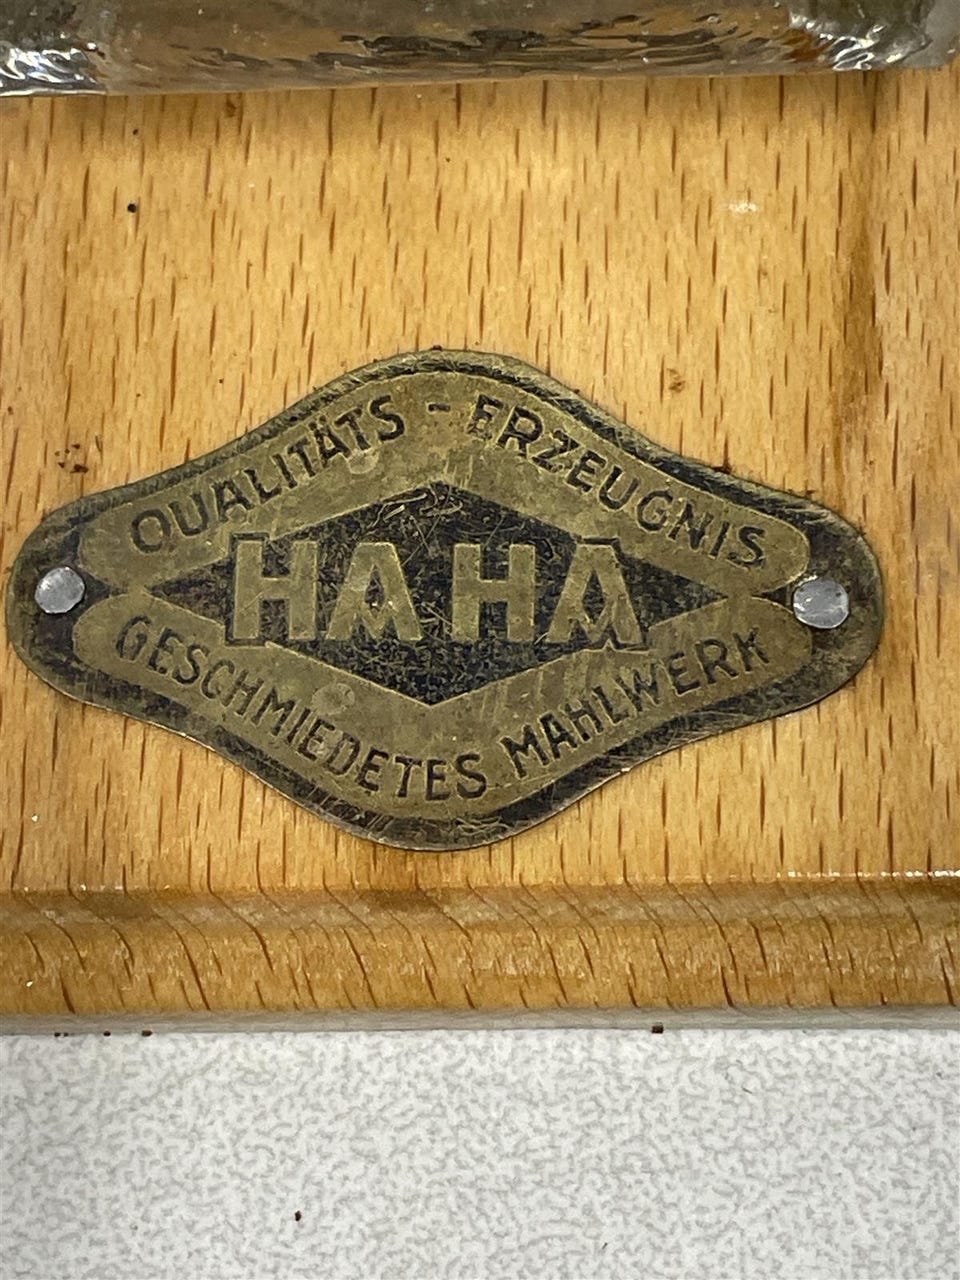 QUALITÄTS - ERZEUGNIS
HAHA
GESCHMIEDETES MAHLWERK